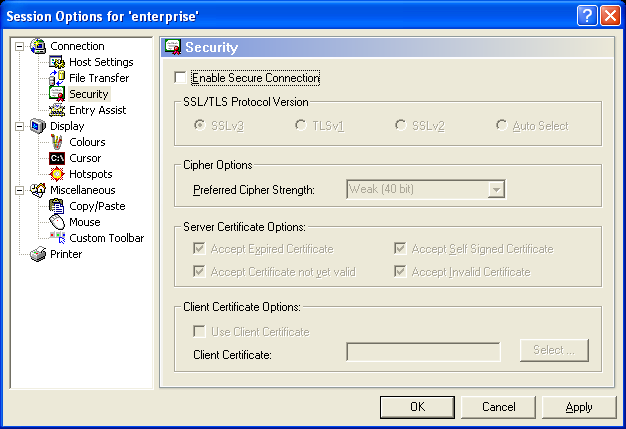 Session Options for 'enterprise'
Connection
Host Settings
File Transfer
Security
Entry Assist
Display
Colours
C:\
Cursor
Hotspots
Miscellaneous
Copy/Paste
Mouse
Custom Toolbar
Printer
Security
Enable Secure Connection
SSL/TLS Protocol Version
SSLv3 TLSv1 SSLv2 Auto Select
Cipher Options
Preferred Cipher Strength: Weak (40 bit)
Server Certificate Options:
Accept Expired Certificate Accept Self Signed Certificate
Accept Certificate not yet valid Accept Invalid Certificate
Client Certificate Options:
Use Client Certificate
Client Certificate: Select ...
OK Cancel Apply